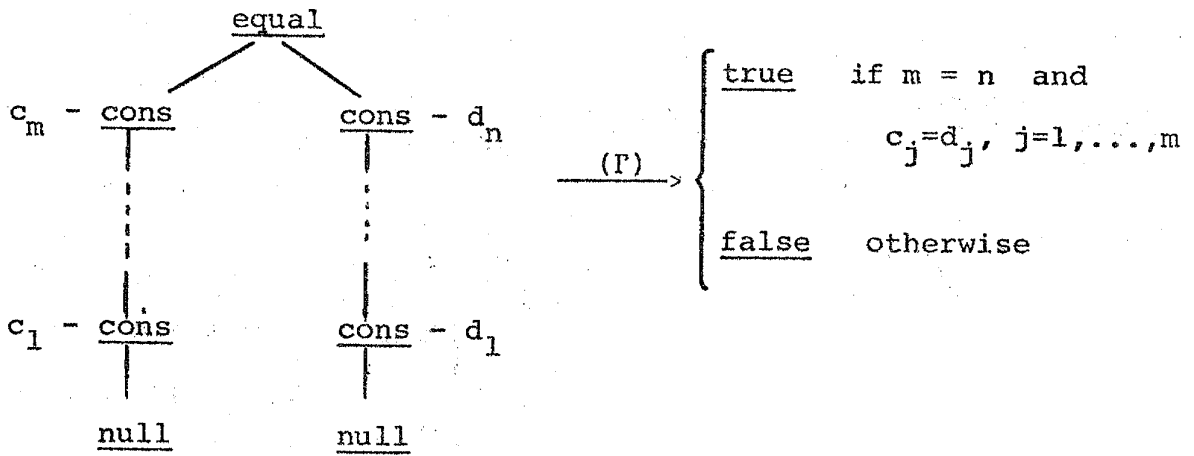 equal
true if m = n and
c_m - cons cons - d_n
c_j=d_j, j=1,...,m
(Γ)
false otherwise
c_1 - cons cons - d_1
null null